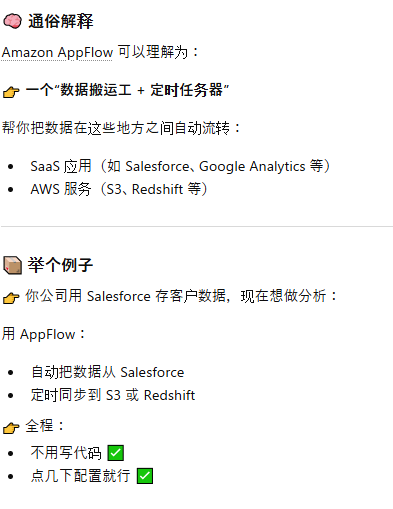 🧠 通俗解释
Amazon AppFlow 可以理解为：
👉 一个“数据搬运工 + 定时任务器”
帮你把数据在这些地方之间自动流转：
• SaaS 应用（如 Salesforce、Google Analytics 等）
• AWS 服务（S3、Redshift 等）
📦 举个例子
👉 你公司用 Salesforce 存客户数据，现在想做分析：
用 AppFlow：
• 自动把数据从 Salesforce
• 定时同步到 S3 或 Redshift
👉 全程：
• 不用写代码 ✅
• 点几下配置就行 ✅